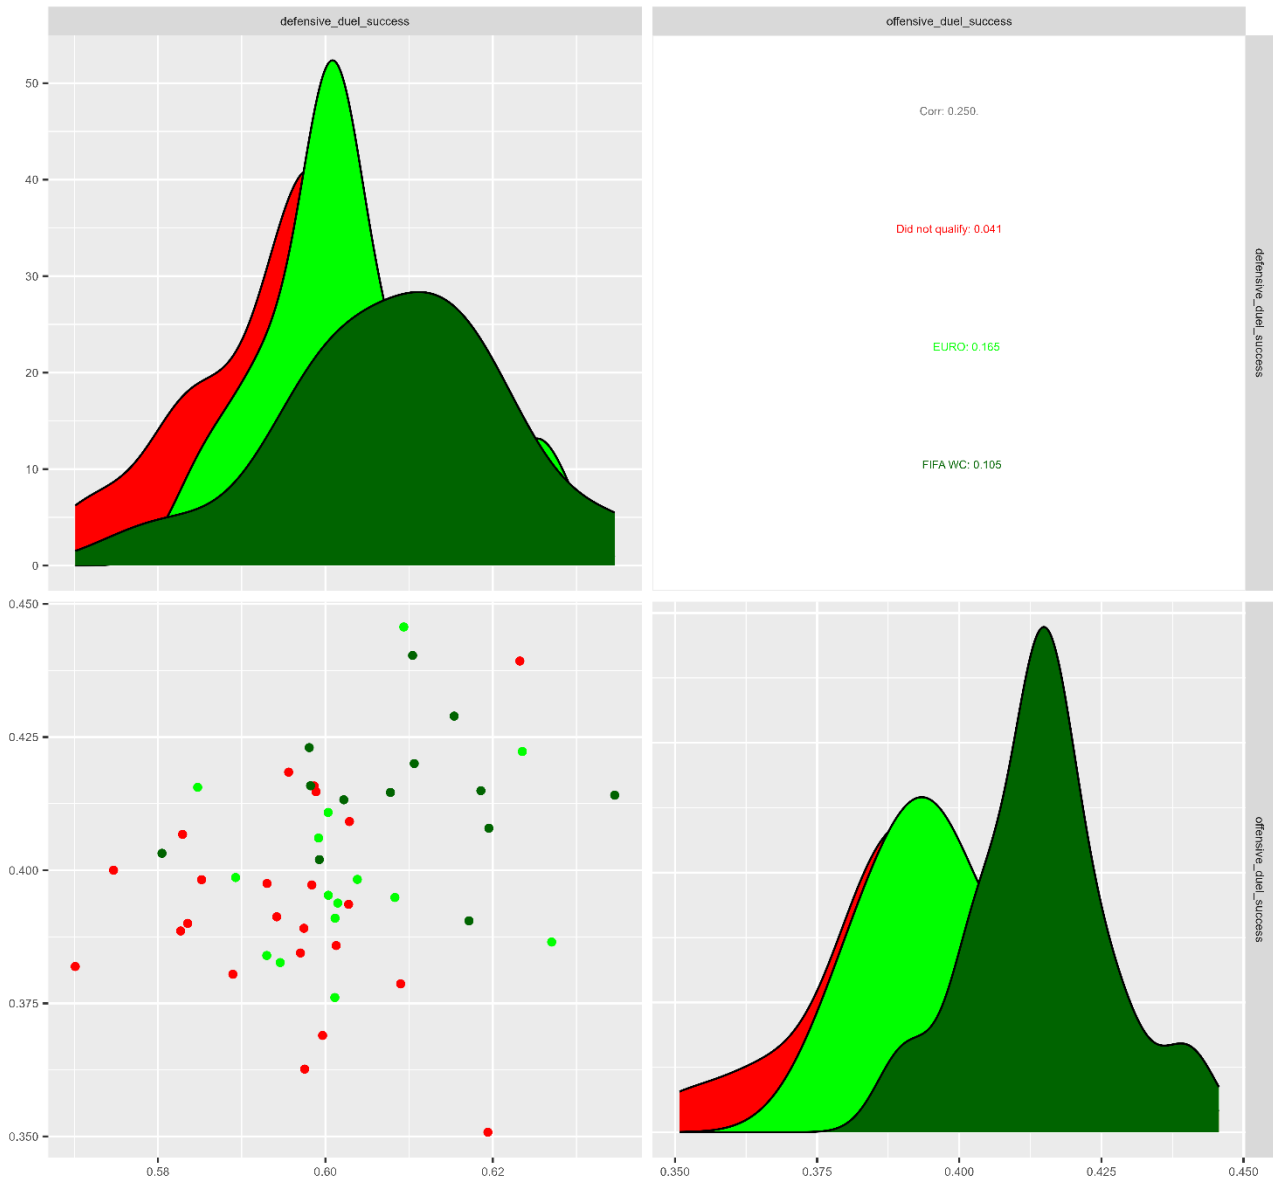 defensive_duel_success
offensive_duel_success
50
40
30
20
10
0
Corr: 0.250.
Did not qualify: 0.041
EURO: 0.165
FIFA WC: 0.105
defensive_duel_success
0.450
0.425
0.400
0.375
0.350
offensive_duel_success
0.58
0.60
0.62
0.350
0.375
0.400
0.425
0.450